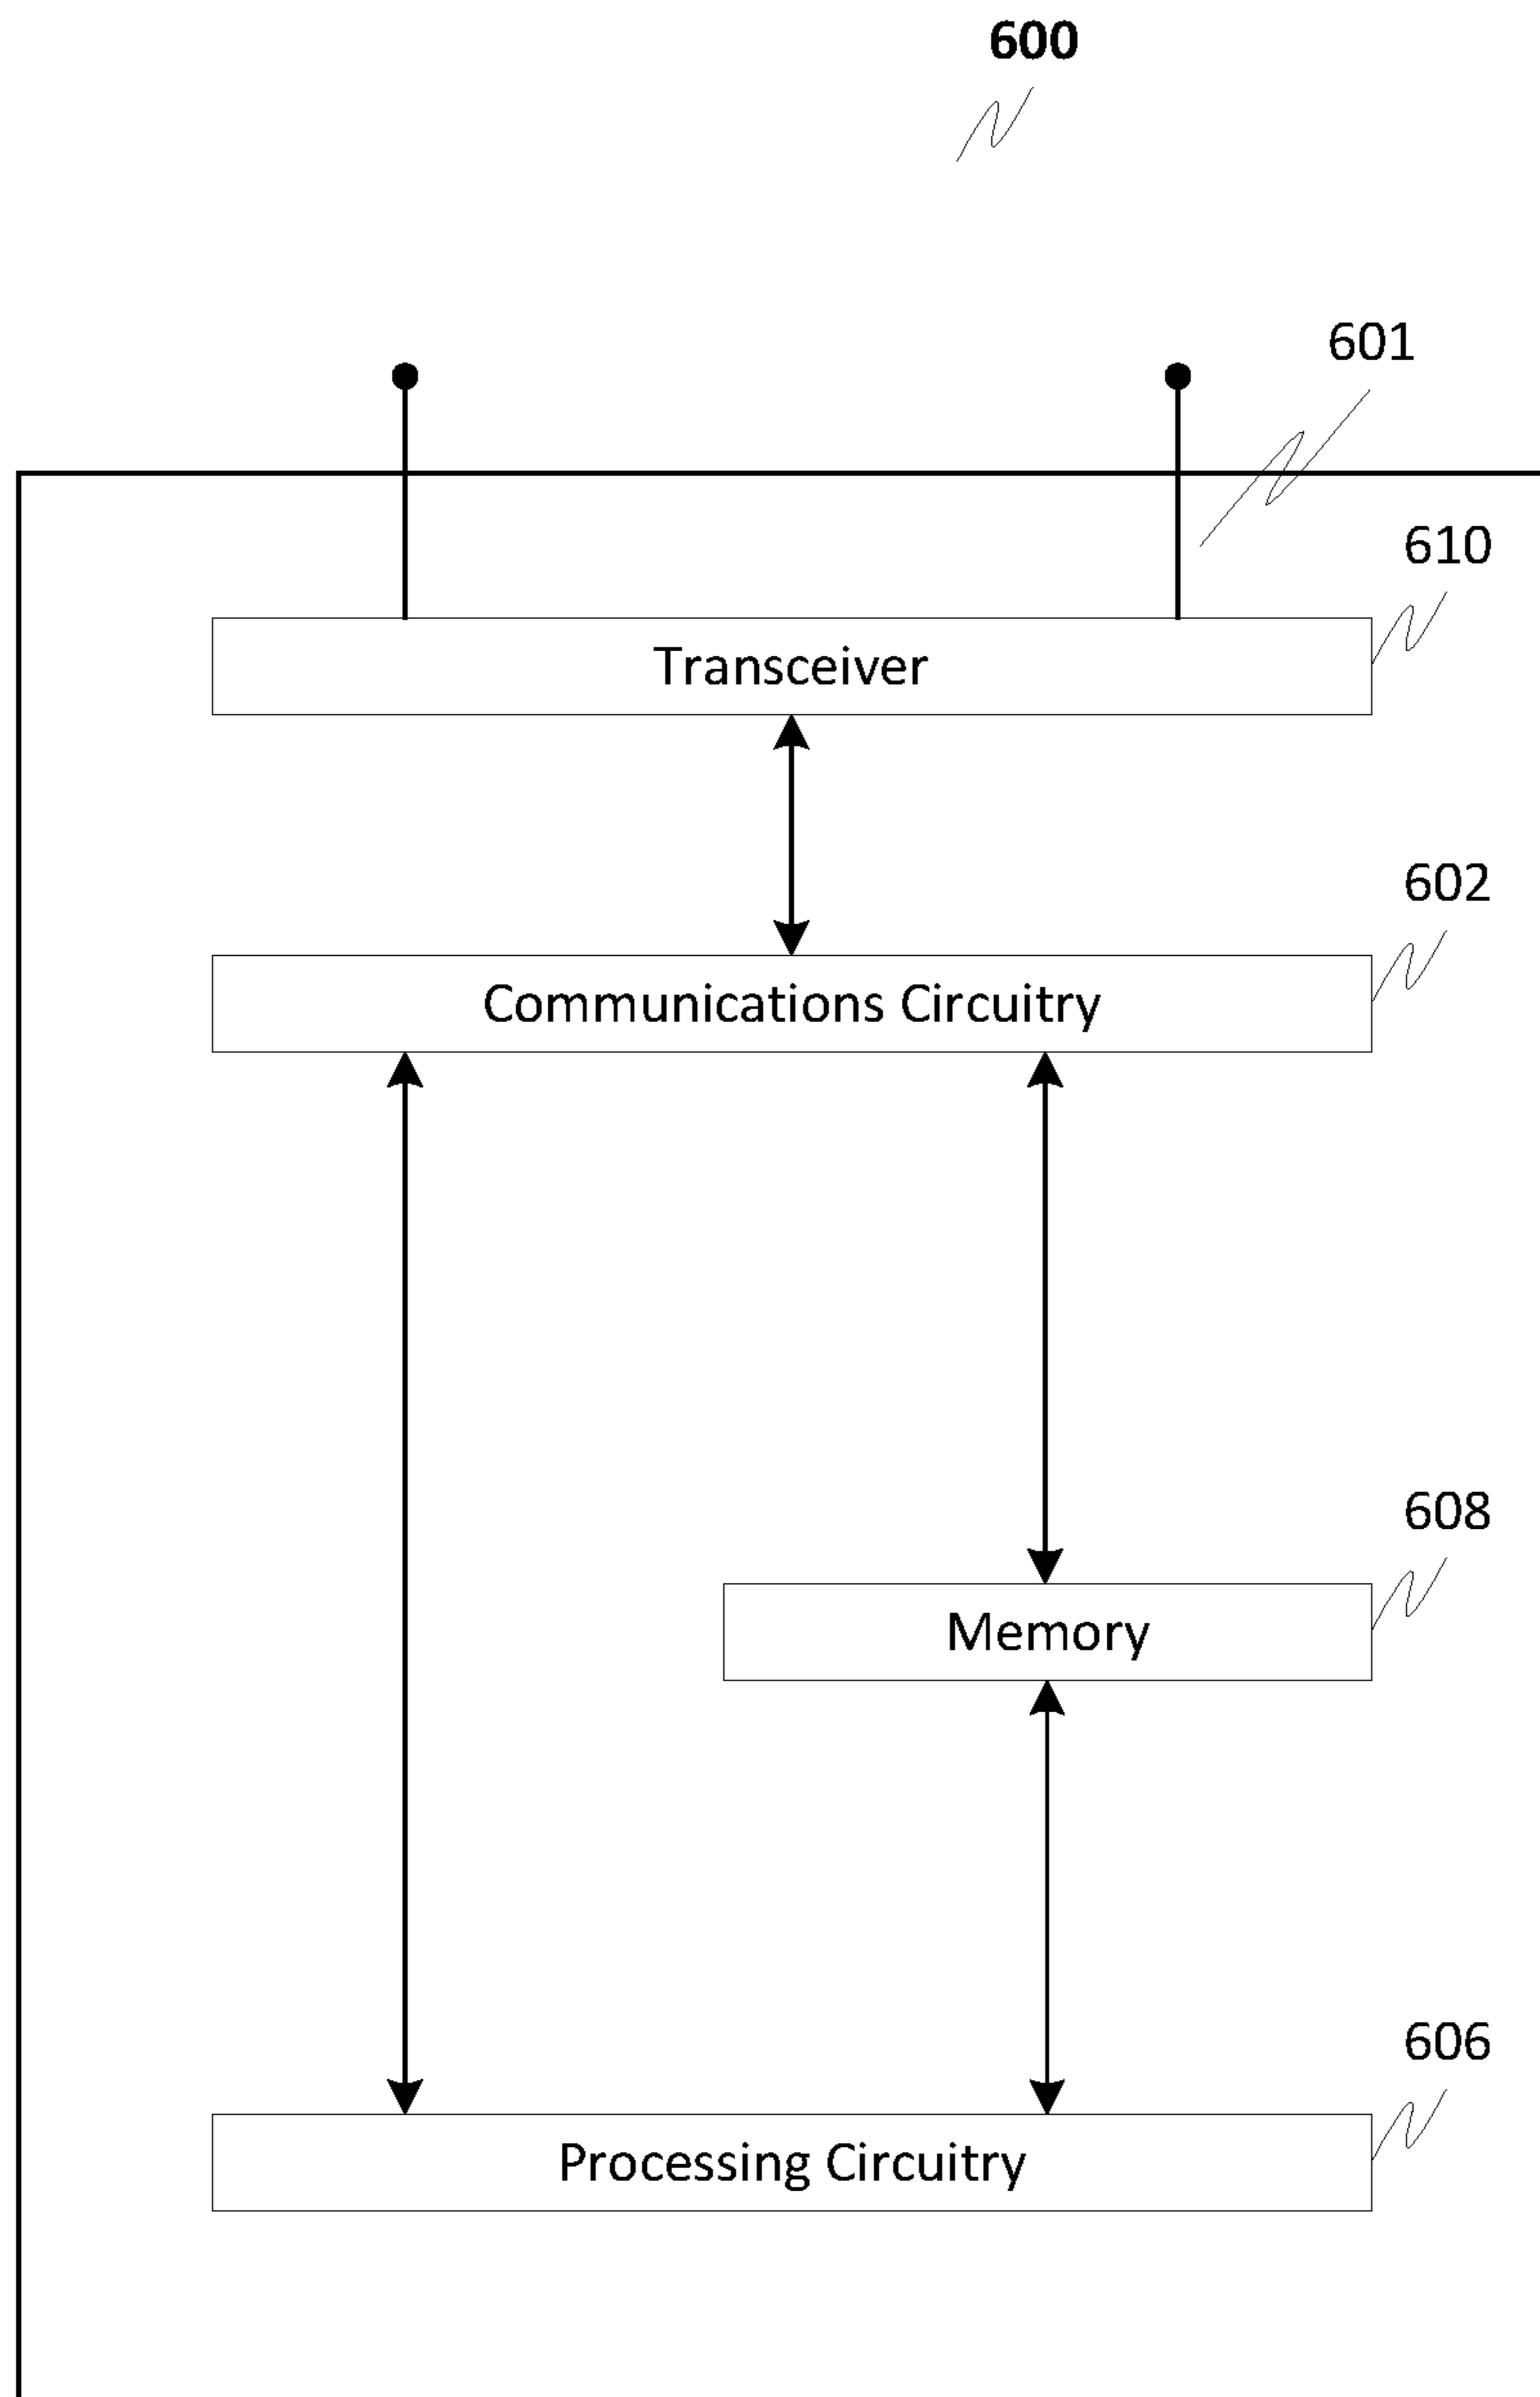 600
601
610
Transceiver
602
Communications Circuitry
608
Memory
606
Processing Circuitry